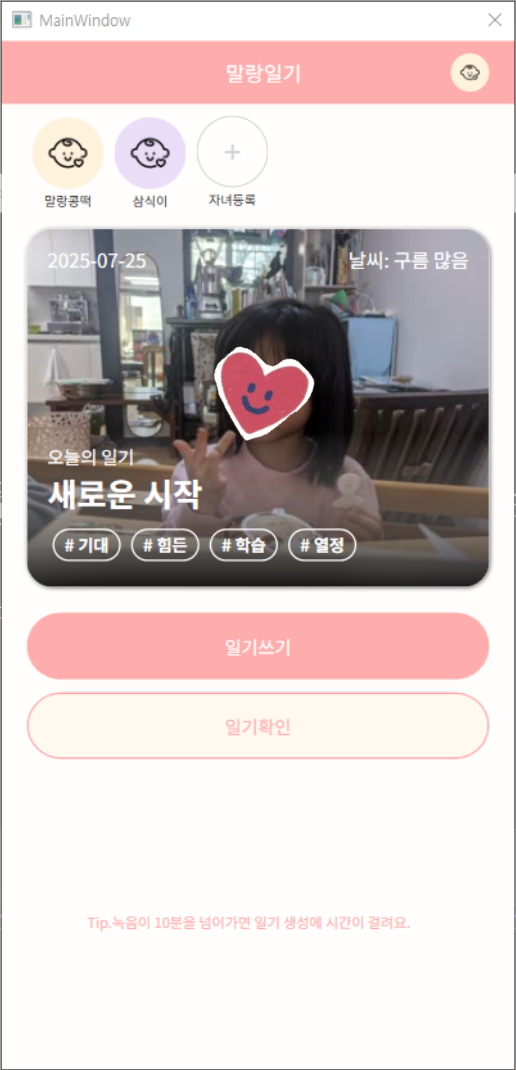 MainWindow
말랑일기
말랑콩떡
삼식이
자녀등록
2025-07-25
날씨: 구름 많음
오늘의 일기
새로운 시작
# 기대
# 힘든
# 학습
# 열정
일기쓰기
일기확인
Tip.녹음이 10분을 넘어가면 일기 생성에 시간이 걸려요.